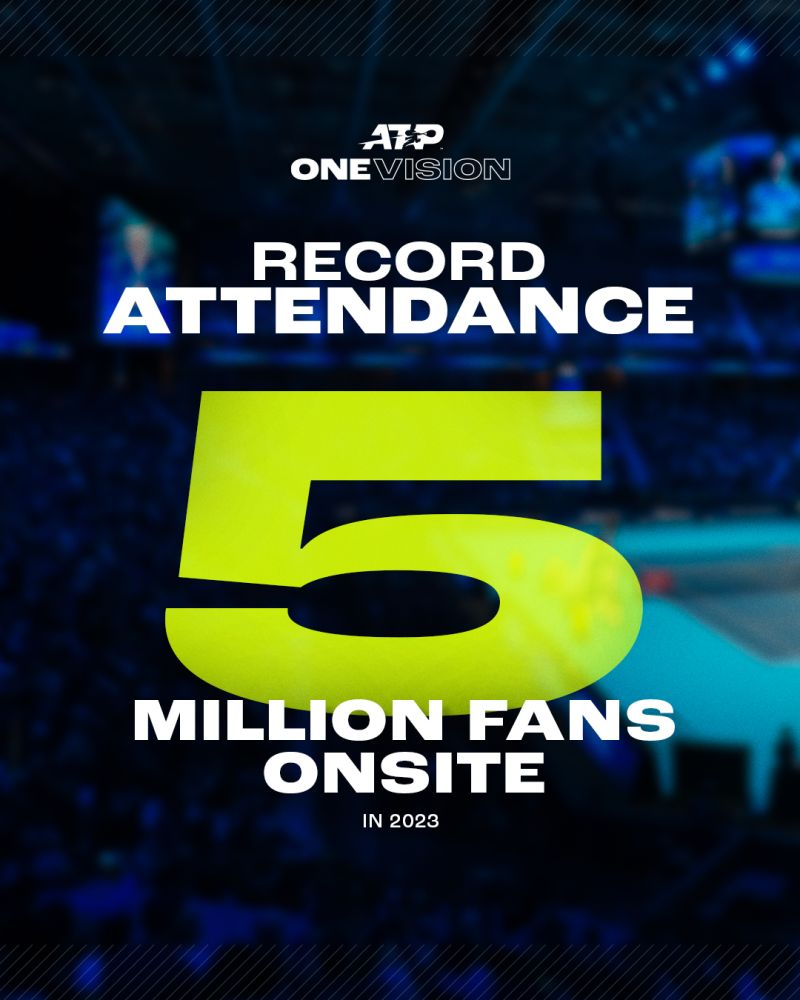 ATP
ONEVISION
RECORD
ATTENDANCE
5
MILLION FANS
ONSITE
IN 2023